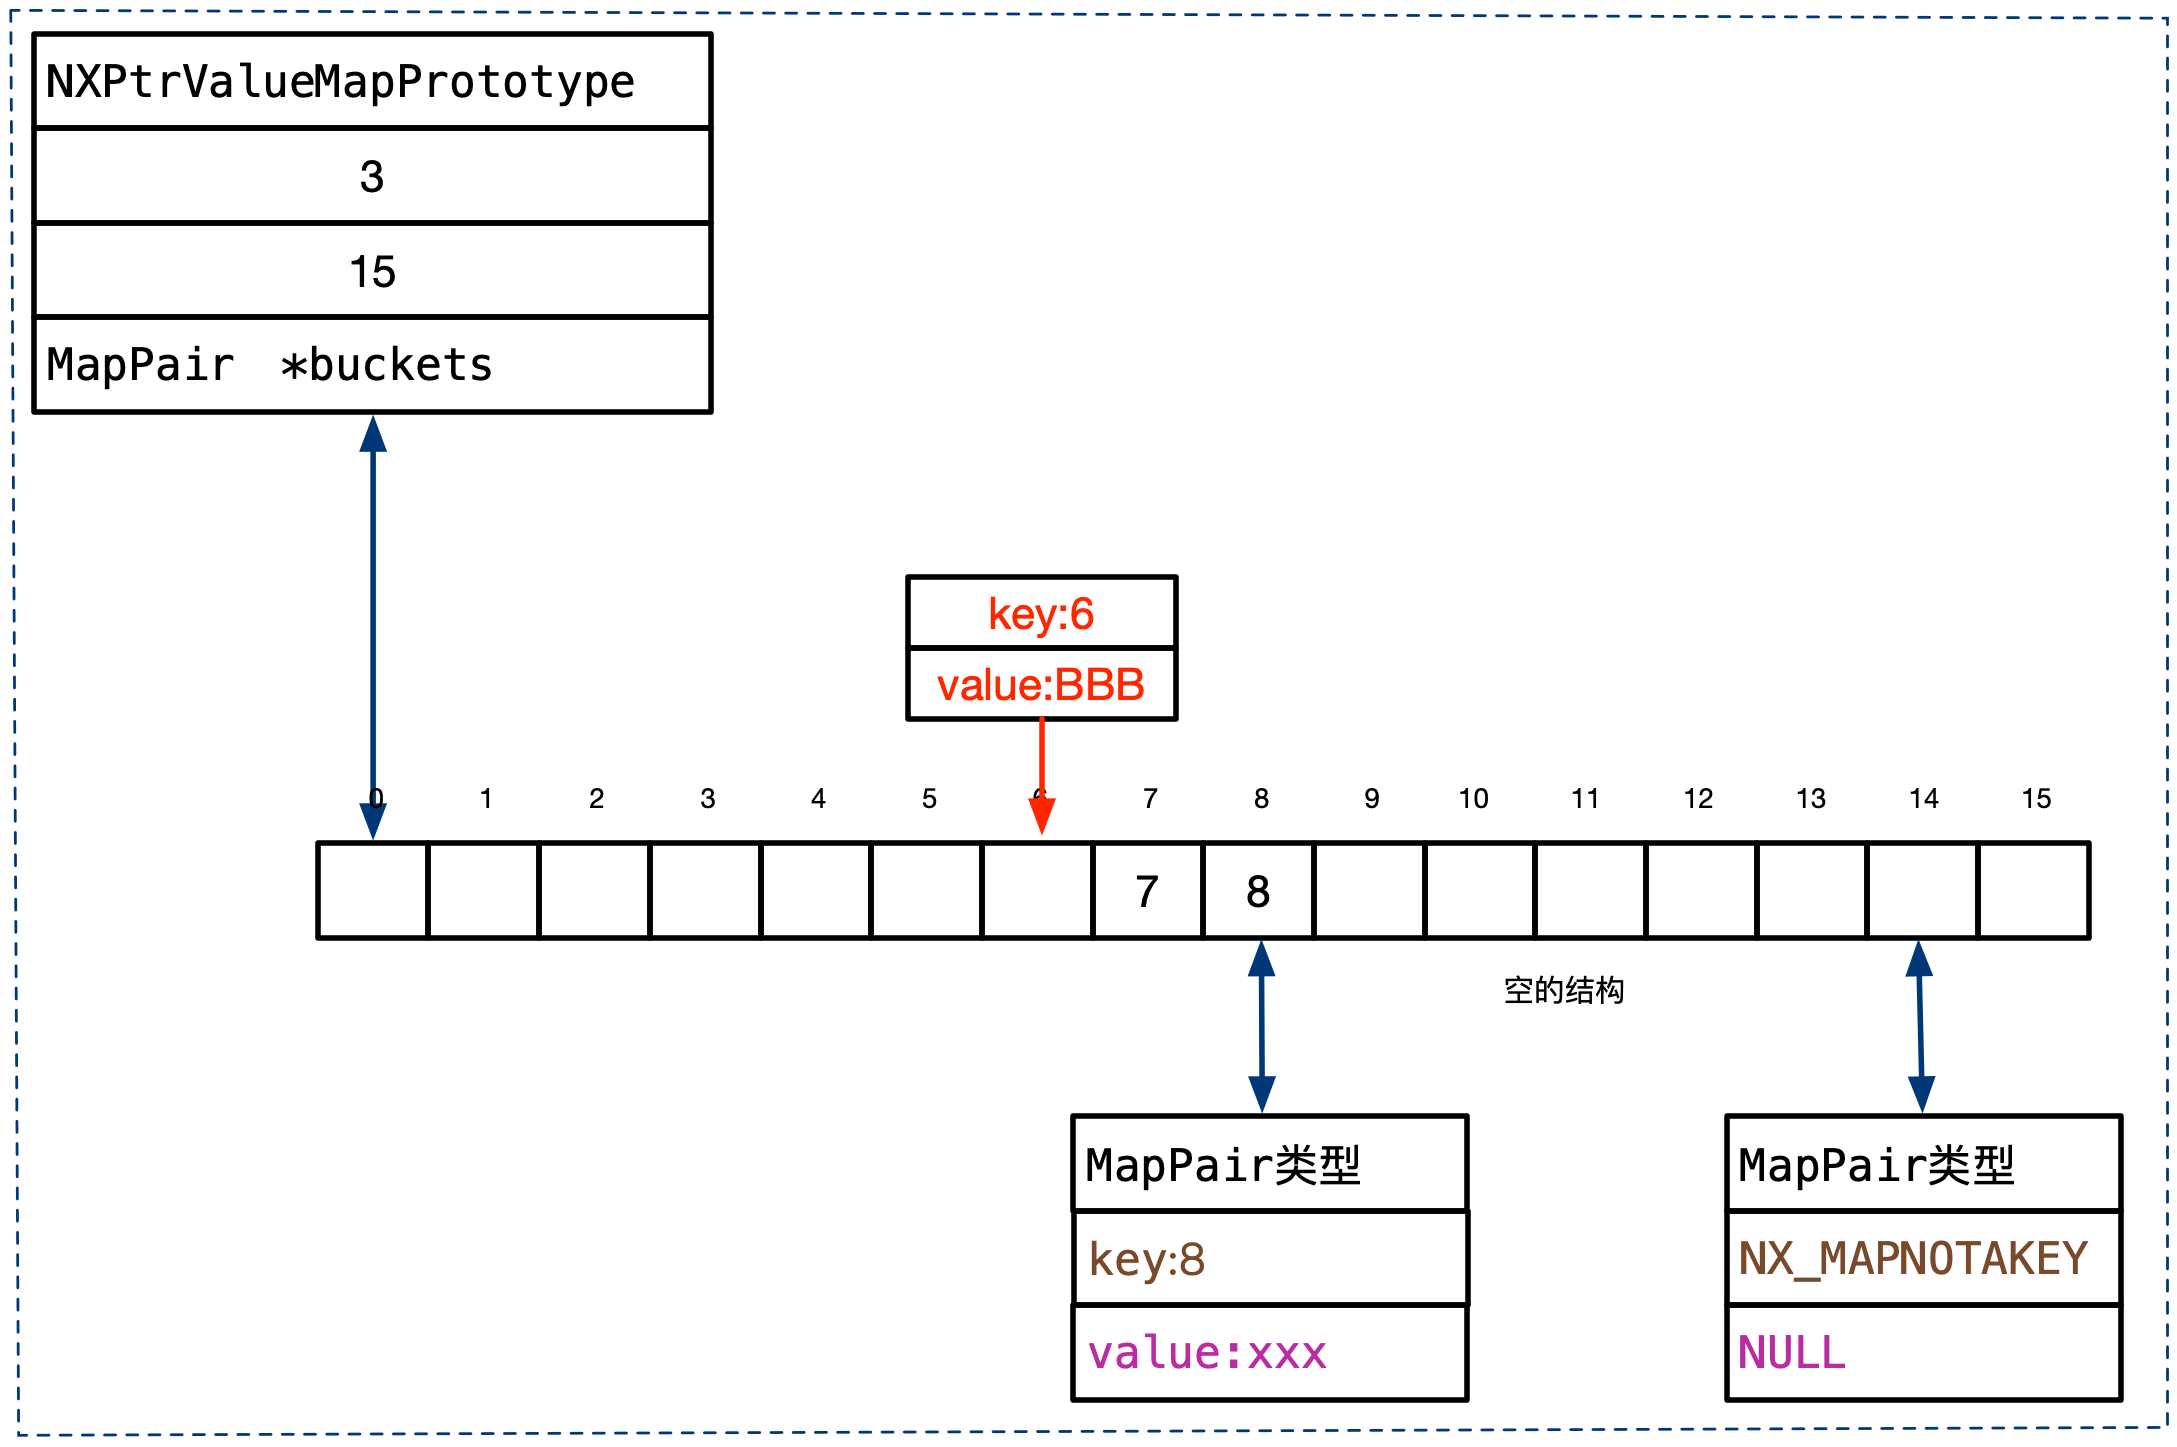 NXPtrValueMapPrototype
3
15
MapPair *buckets
key:6
value:BBB
0 1 2 3 4 5 6 7 8 9 10 11 12 13 14 15
7 8
空的结构
MapPair类型
key:8
value:xxx
MapPair类型
NX_MAPNOTAKEY
NULL